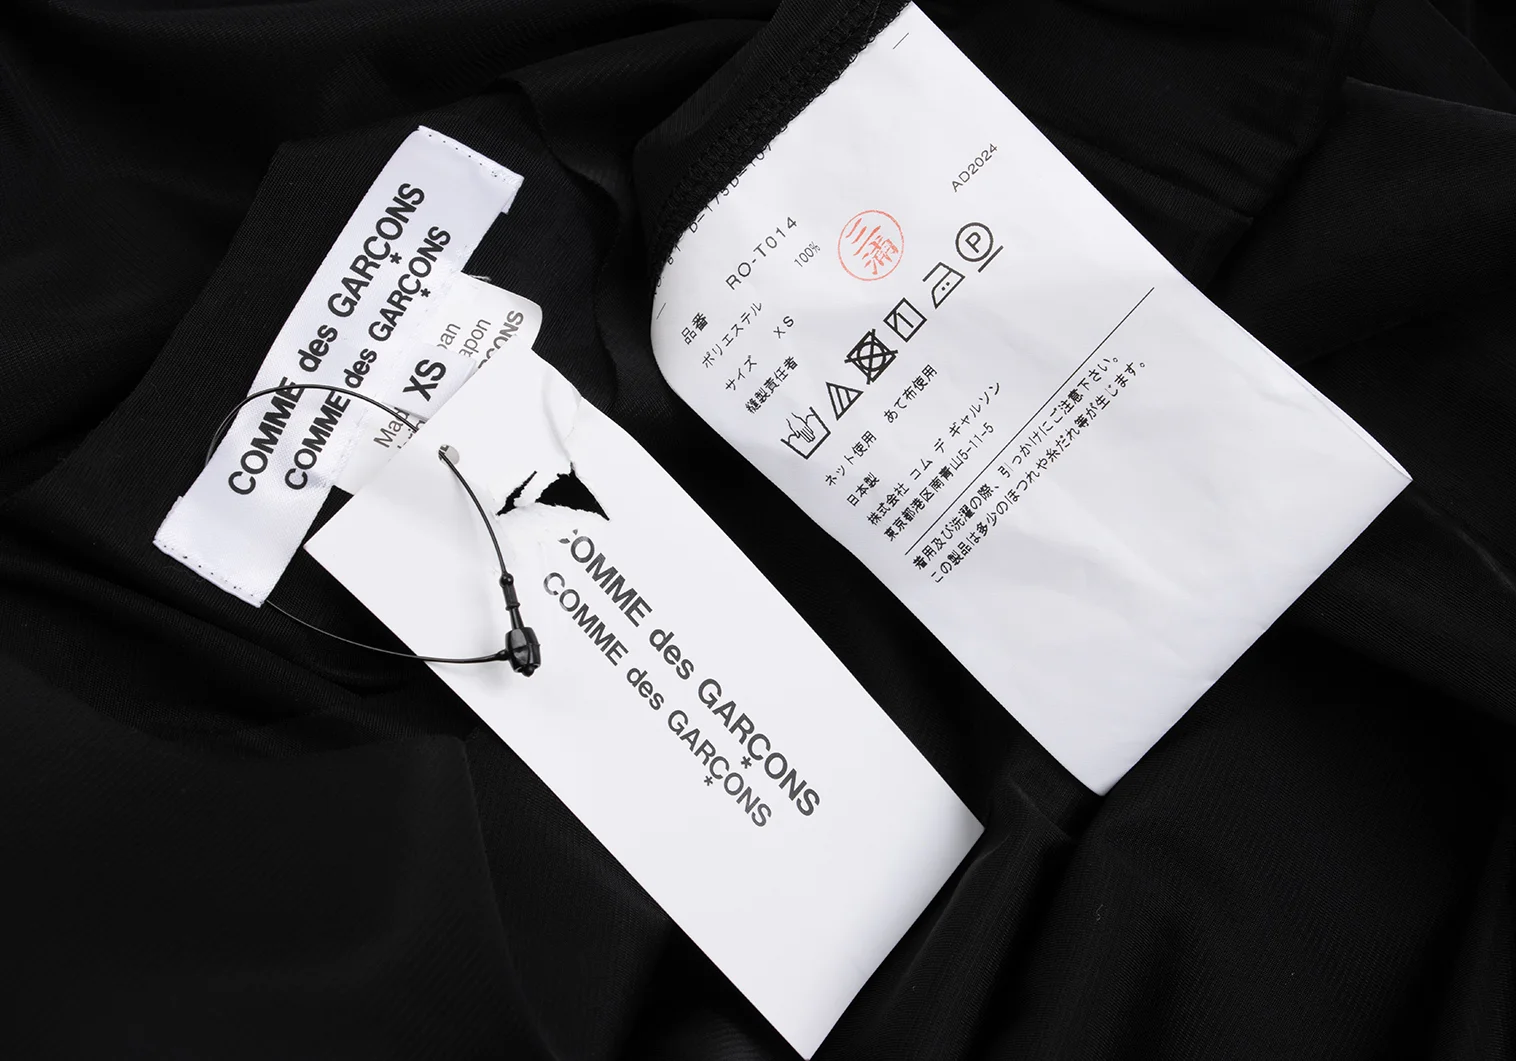 COMME des GARÇONS
COMME des GARÇONS
XS
COMME des GARÇONS
COMME des GARÇONS
AD2024
品番 RO-T014
ポリエステル 100%
サイズ XS
縫製責任者
ネット使用 あて布使用
日本製
株式会社 コム デ ギャルソン
東京都港区南青山5-11-5
着用及び洗濯の際、引っかけにご注意下さい。
この製品は多少のほつれや糸だれ等が生じます。